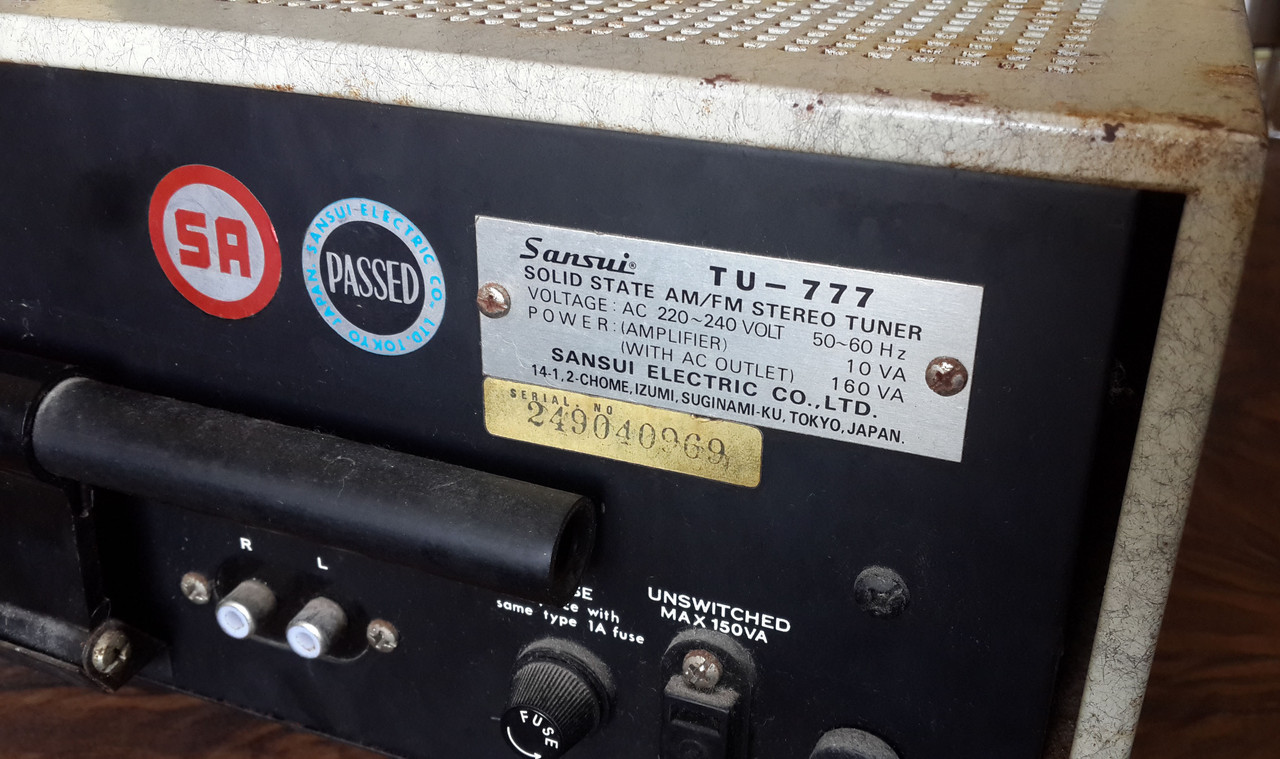 SA
SANSUI ELECTRIC CO., LTD. TOKYO JAPAN.
PASSED
Sansui® TU-777
SOLID STATE AM/FM STEREO TUNER
VOLTAGE: AC 220~240 VOLT 50~60 Hz
POWER: (AMPLIFIER) 10 VA
(WITH AC OUTLET) 160 VA
SANSUI ELECTRIC CO.,LTD.
14-1, 2-CHOME, IZUMI, SUGINAMI-KU, TOKYO, JAPAN.
SERIAL. NO
249040969
R
L
same with
type 1A fuse
UNSWITCHED
MAX 150VA
FUSE